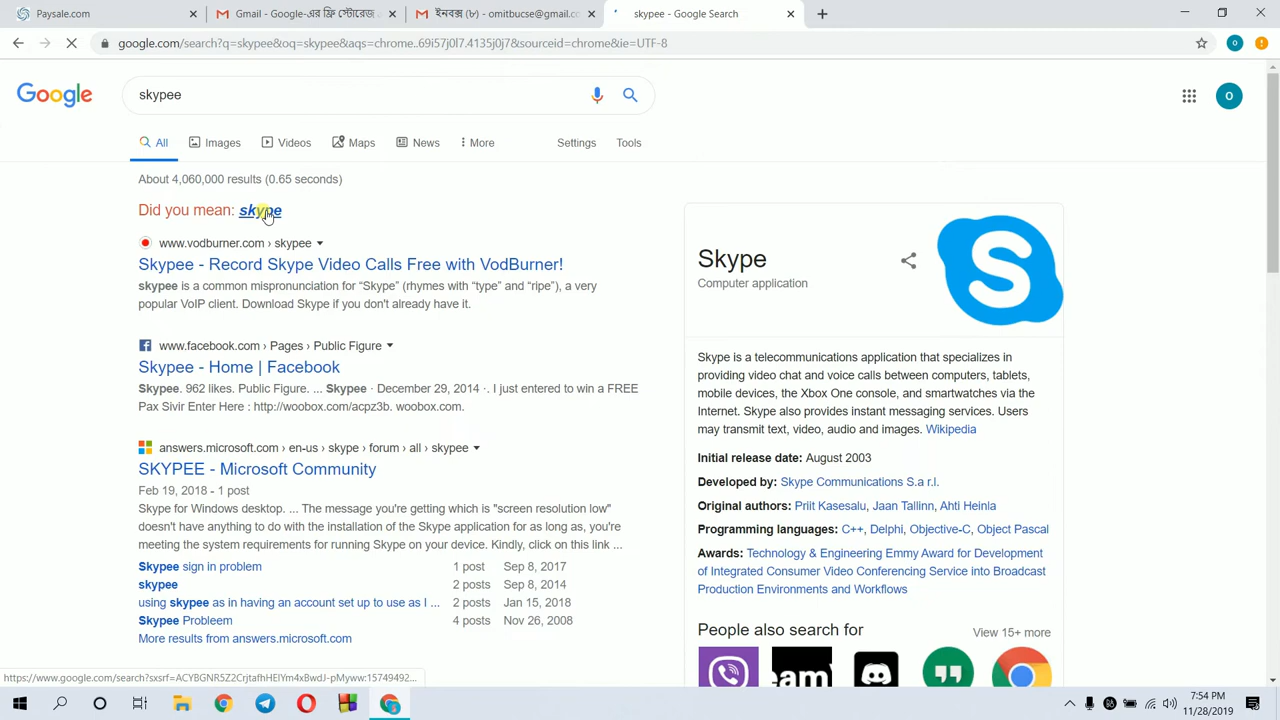 Paysale.com
Gmail - Google-এর ফ্রি স্টোরেজ
ইনবক্স (২) - omitbucse@gmail.co
skypee - Google Search
google.com/search?q=skypee&oq=skypee&aqs=chrome..69i57j0l7.4135j0j7&sourceid=chrome&ie=UTF-8
O
Google
skypee
O
All
Images
Videos
Maps
News
More
Settings
Tools
About 4,060,000 results (0.65 seconds)
Did you mean: skype
www.vodburner.com › skypee
Skypee - Record Skype Video Calls Free with VodBurner!
skypee is a common mispronunciation for “Skype” (rhymes with “type” and “ripe”), a very
popular VoIP client. Download Skype if you don't already have it.
www.facebook.com › Pages › Public Figure
Skypee - Home | Facebook
Skypee. 962 likes. Public Figure. ... Skypee · December 29, 2014 ·. I just entered to win a FREE
Pax Sivir Enter Here : http://woobox.com/acpz3b. woobox.com.
answers.microsoft.com › en-us › skype › forum › all › skypee
SKYPEE - Microsoft Community
Feb 19, 2018 - 1 post
Skype for Windows desktop. ... The message you're getting which is "screen resolution low"
doesn't have anything to do with the installation of the Skype application for as long as, you're
meeting the system requirements for running Skype on your device. Kindly, click on this link ...
Skypee sign in problem 1 post Sep 8, 2017
skypee 2 posts Sep 8, 2014
using skypee as in having an account set up to use as I ... 2 posts Jan 15, 2018
Skypee Probleem 4 posts Nov 26, 2008
More results from answers.microsoft.com
Skype
Computer application
S
Skype is a telecommunications application that specializes in
providing video chat and voice calls between computers, tablets,
mobile devices, the Xbox One console, and smartwatches via the
Internet. Skype also provides instant messaging services. Users
may transmit text, video, audio and images. Wikipedia
Initial release date: August 2003
Developed by: Skype Communications S.a r.l.
Original authors: Priit Kasesalu, Jaan Tallinn, Ahti Heinla
Programming languages: C++, Delphi, Objective-C, Object Pascal
Awards: Technology & Engineering Emmy Award for Development
of Integrated Consumer Video Conferencing Service into Broadcast
Production Environments and Workflows
People also search for
View 15+ more
7:54 PM
11/28/2019